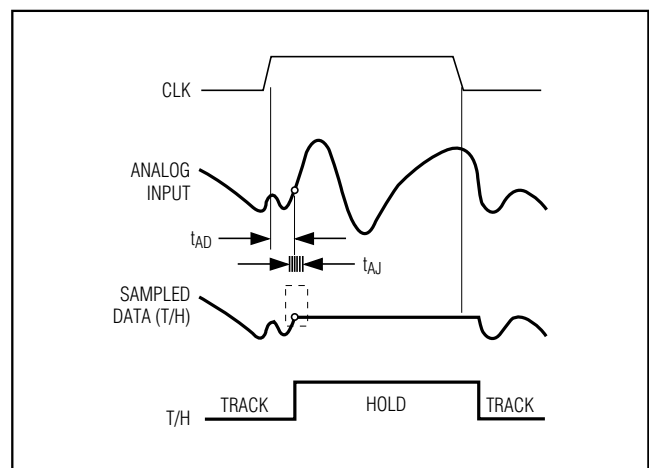 CLK
ANALOG
INPUT
tAD
tAJ
SAMPLED
DATA (T/H)
TRACK
HOLD
TRACK
T/H